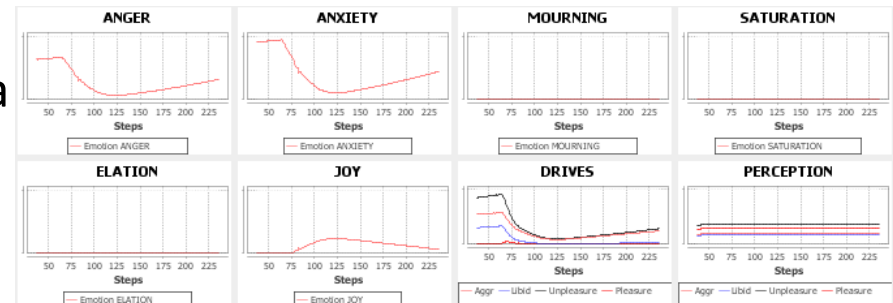 a
ANGER
50 75 100 125 150 175 200 225
Steps
Emotion ANGER
ANXIETY
50 75 100 125 150 175 200 225
Steps
Emotion ANXIETY
MOURNING
50 75 100 125 150 175 200 225
Steps
Emotion MOURNING
SATURATION
50 75 100 125 150 175 200 225
Steps
Emotion SATURATION
ELATION
50 75 100 125 150 175 200 225
Steps
Emotion ELATION
JOY
50 75 100 125 150 175 200 225
Steps
Emotion JOY
DRIVES
50 75 100 125 150 175 200 225
Steps
Aggr Libid Unpleasure Pleasure
PERCEPTION
50 75 100 125 150 175 200 225
Steps
Aggr Libid Unpleasure Pleasure